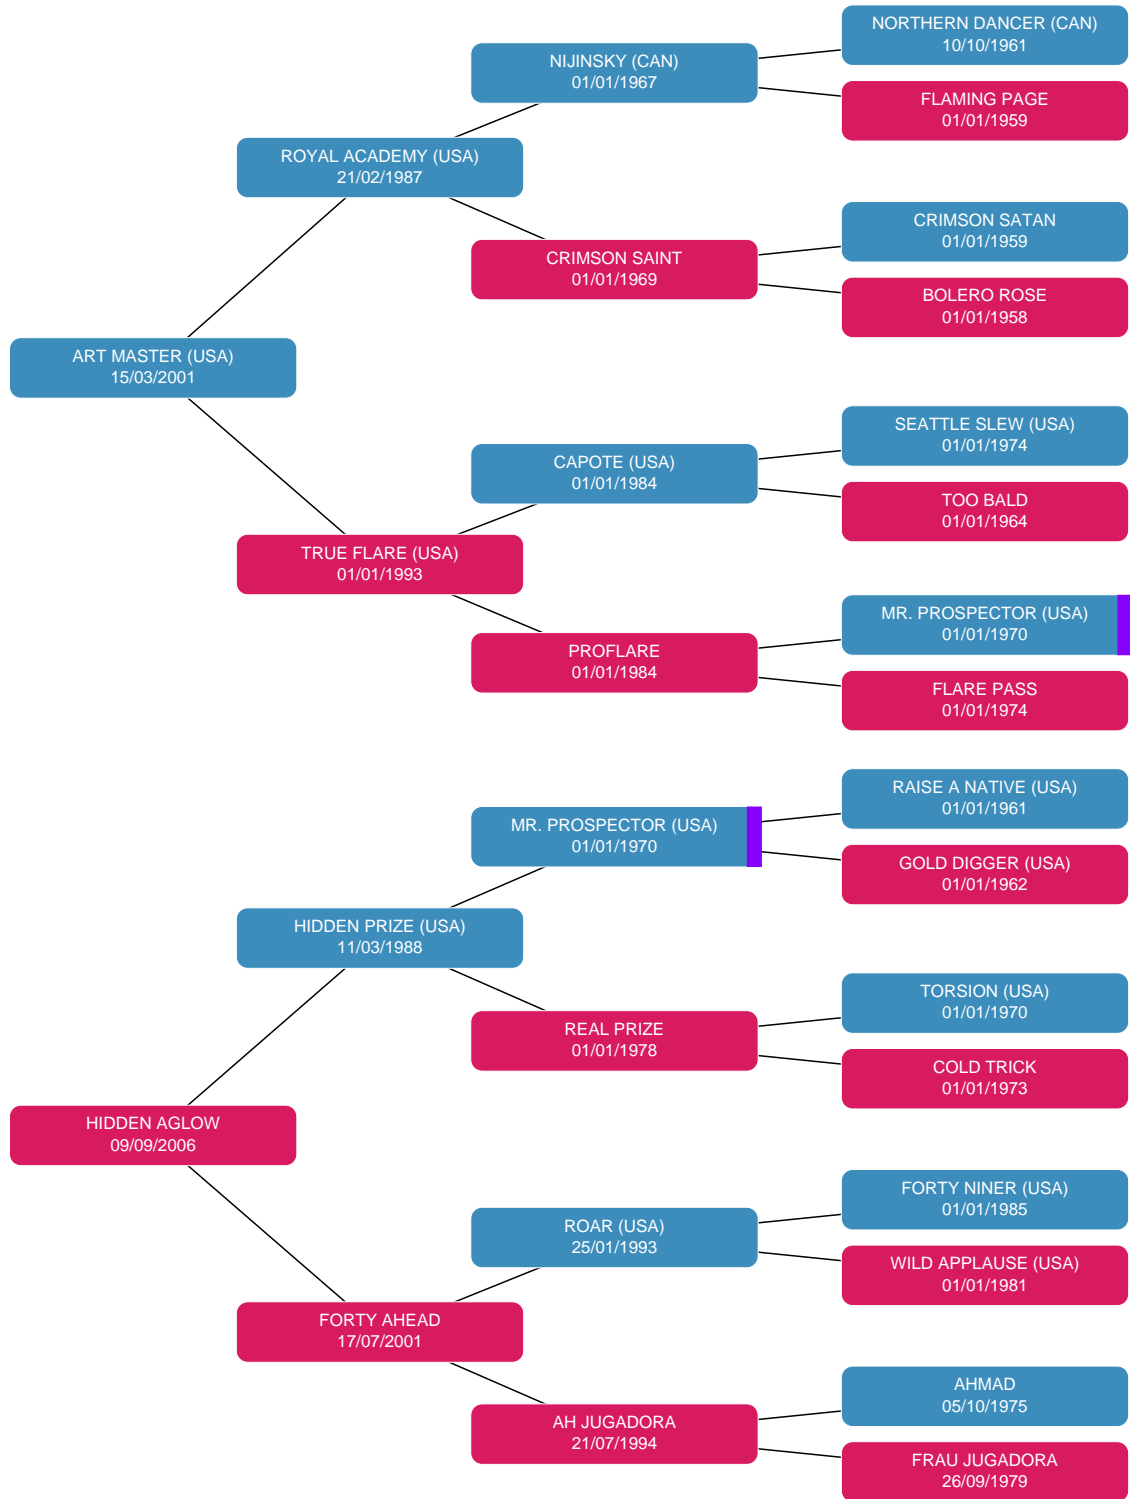 NORTHERN DANCER (CAN)
10/10/1961
NIJINSKY (CAN)
01/01/1967
FLAMING PAGE
01/01/1959
ROYAL ACADEMY (USA)
21/02/1987
CRIMSON SATAN
01/01/1959
CRIMSON SAINT
01/01/1969
BOLERO ROSE
01/01/1958
ART MASTER (USA)
15/03/2001
SEATTLE SLEW (USA)
01/01/1974
CAPOTE (USA)
01/01/1984
TOO BALD
01/01/1964
TRUE FLARE (USA)
01/01/1993
MR. PROSPECTOR (USA)
01/01/1970
PROFLARE
01/01/1984
FLARE PASS
01/01/1974
RAISE A NATIVE (USA)
01/01/1961
MR. PROSPECTOR (USA)
01/01/1970
GOLD DIGGER (USA)
01/01/1962
HIDDEN PRIZE (USA)
11/03/1988
TORSION (USA)
01/01/1970
REAL PRIZE
01/01/1978
COLD TRICK
01/01/1973
HIDDEN AGLOW
09/09/2006
FORTY NINER (USA)
01/01/1985
ROAR (USA)
25/01/1993
WILD APPLAUSE (USA)
01/01/1981
FORTY AHEAD
17/07/2001
AHMAD
05/10/1975
AH JUGADORA
21/07/1994
FRAU JUGADORA
26/09/1979